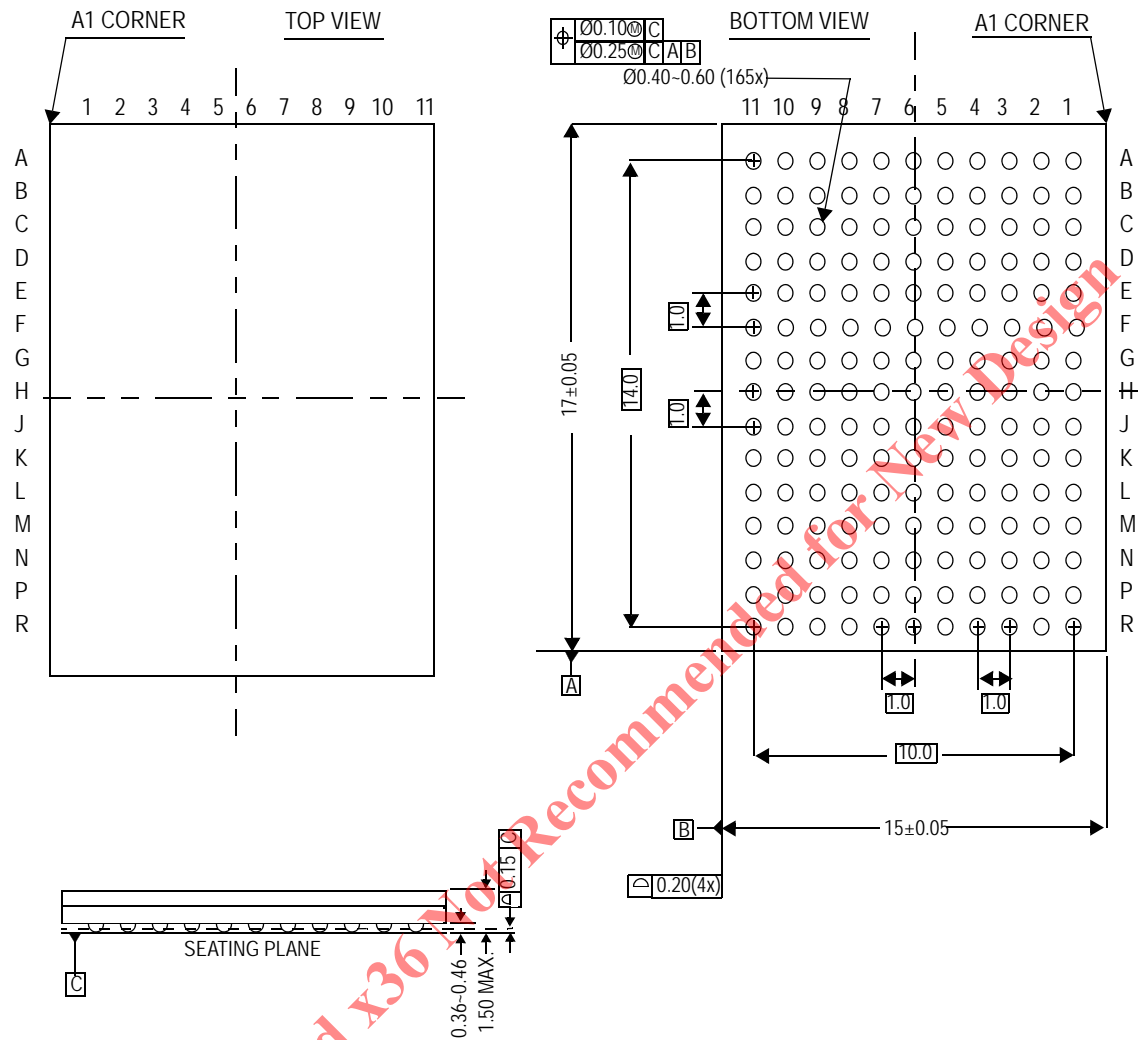 A1 CORNER
TOP VIEW
1 2 3 4 5 6 7 8 9 10 11
A
B
C
D
E
F
G
H
J
K
L
M
N
P
R
BOTTOM VIEW
A1 CORNER
Ø0.10Ⓜ C
Ø0.25Ⓜ C A B
Ø0.40~0.60 (165x)
11 10 9 8 7 6 5 4 3 2 1
A
B
C
D
E
F
G
H
J
K
L
M
N
P
R
17±0.05
14.0
1.0
1.0
A
1.0
1.0
10.0
B
15±0.05
0.20(4x)
0.15 C
SEATING PLANE
C
0.36~0.46
1.50 MAX.
d x36 Not Recommended for New Design